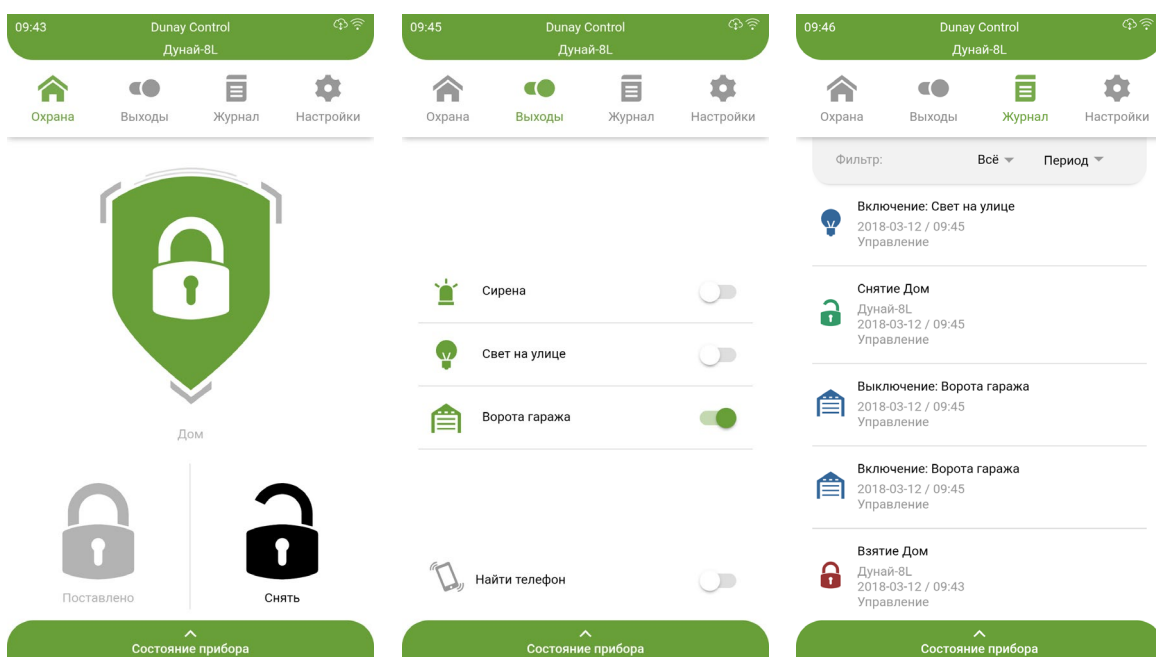 09:43
Dunay Control
Дунай-8L
Охрана
Выходы
Журнал
Настройки
Дом
Поставлено
Снять
Состояние прибора
09:45
Dunay Control
Дунай-8L
Охрана
Выходы
Журнал
Настройки
Сирена
Свет на улице
Ворота гаража
Найти телефон
Состояние прибора
09:46
Dunay Control
Дунай-8L
Охрана
Выходы
Журнал
Настройки
Фильтр:
Всё
Период
Включение: Свет на улице
2018-03-12 / 09:45
Управление
Снятие Дом
Дунай-8L
2018-03-12 / 09:45
Управление
Выключение: Ворота гаража
2018-03-12 / 09:45
Управление
Включение: Ворота гаража
2018-03-12 / 09:45
Управление
Взятие Дом
Дунай-8L
2018-03-12 / 09:43
Управление
Состояние прибора